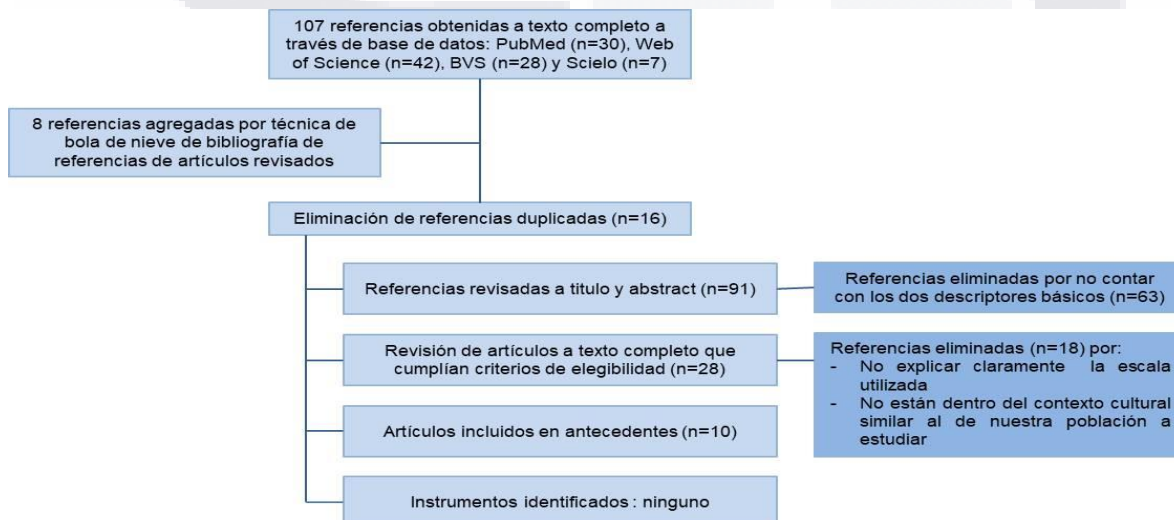 107 referencias obtenidas a texto completo a
través de base de datos: PubMed (n=30), Web
of Science (n=42), BVS (n=28) y Scielo (n=7)
8 referencias agregadas por técnica de
bola de nieve de bibliografía de
referencias de artículos revisados
Eliminación de referencias duplicadas (n=16)
Referencias revisadas a titulo y abstract (n=91)
Referencias eliminadas por no contar
con los dos descriptores básicos (n=63)
Revisión de artículos a texto completo que
cumplían criterios de elegibilidad (n=28)
Referencias eliminadas (n=18) por:
- No explicar claramente la escala
utilizada
- No están dentro del contexto cultural
similar al de nuestra población a
estudiar
Artículos incluidos en antecedentes (n=10)
Instrumentos identificados : ninguno